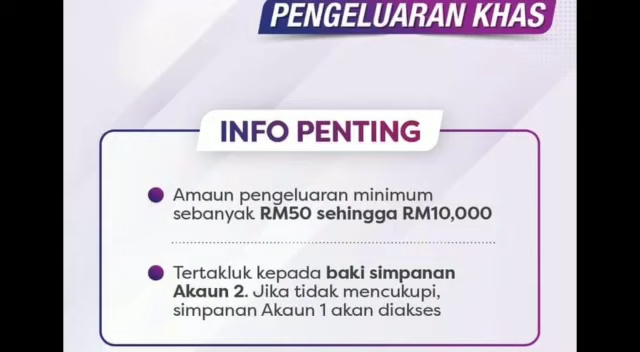 PENGELUARAN KHAS
INFO PENTING
Amaun pengeluaran minimum
sebanyak RM50 sehingga RM10,000
Tertakluk kepada baki simpanan
Akaun 2. Jika tidak mencukupi,
simpanan Akaun 1 akan diakses